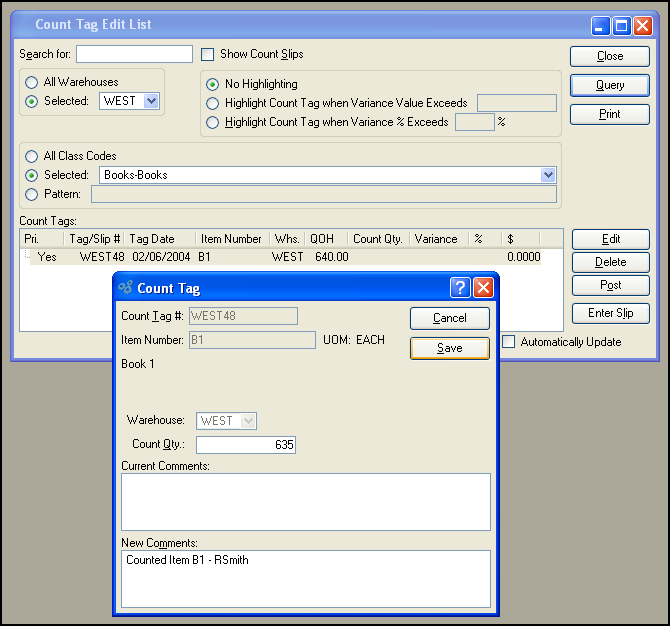 Count Tag Edit List
Search for:
Show Count Slips
Close
All Warehouses
Selected: WEST
No Highlighting
Highlight Count Tag when Variance Value Exceeds
Highlight Count Tag when Variance % Exceeds %
Query
Print
All Class Codes
Selected: Books-Books
Pattern:
Count Tags:
Pri. Tag/Slip # Tag Date Item Number Whs. QOH Count Qty. Variance % $
Yes WEST48 02/06/2004 B1 WEST 640.00 0.0000
Edit
Delete
Post
Enter Slip
Automatically Update
Count Tag
?
Count Tag #: WEST48
Cancel
Item Number: B1 UOM: EACH
Save
Book 1
Warehouse: WEST
Count Qty.: 635
Current Comments:
New Comments:
Counted Item B1 - RSmith